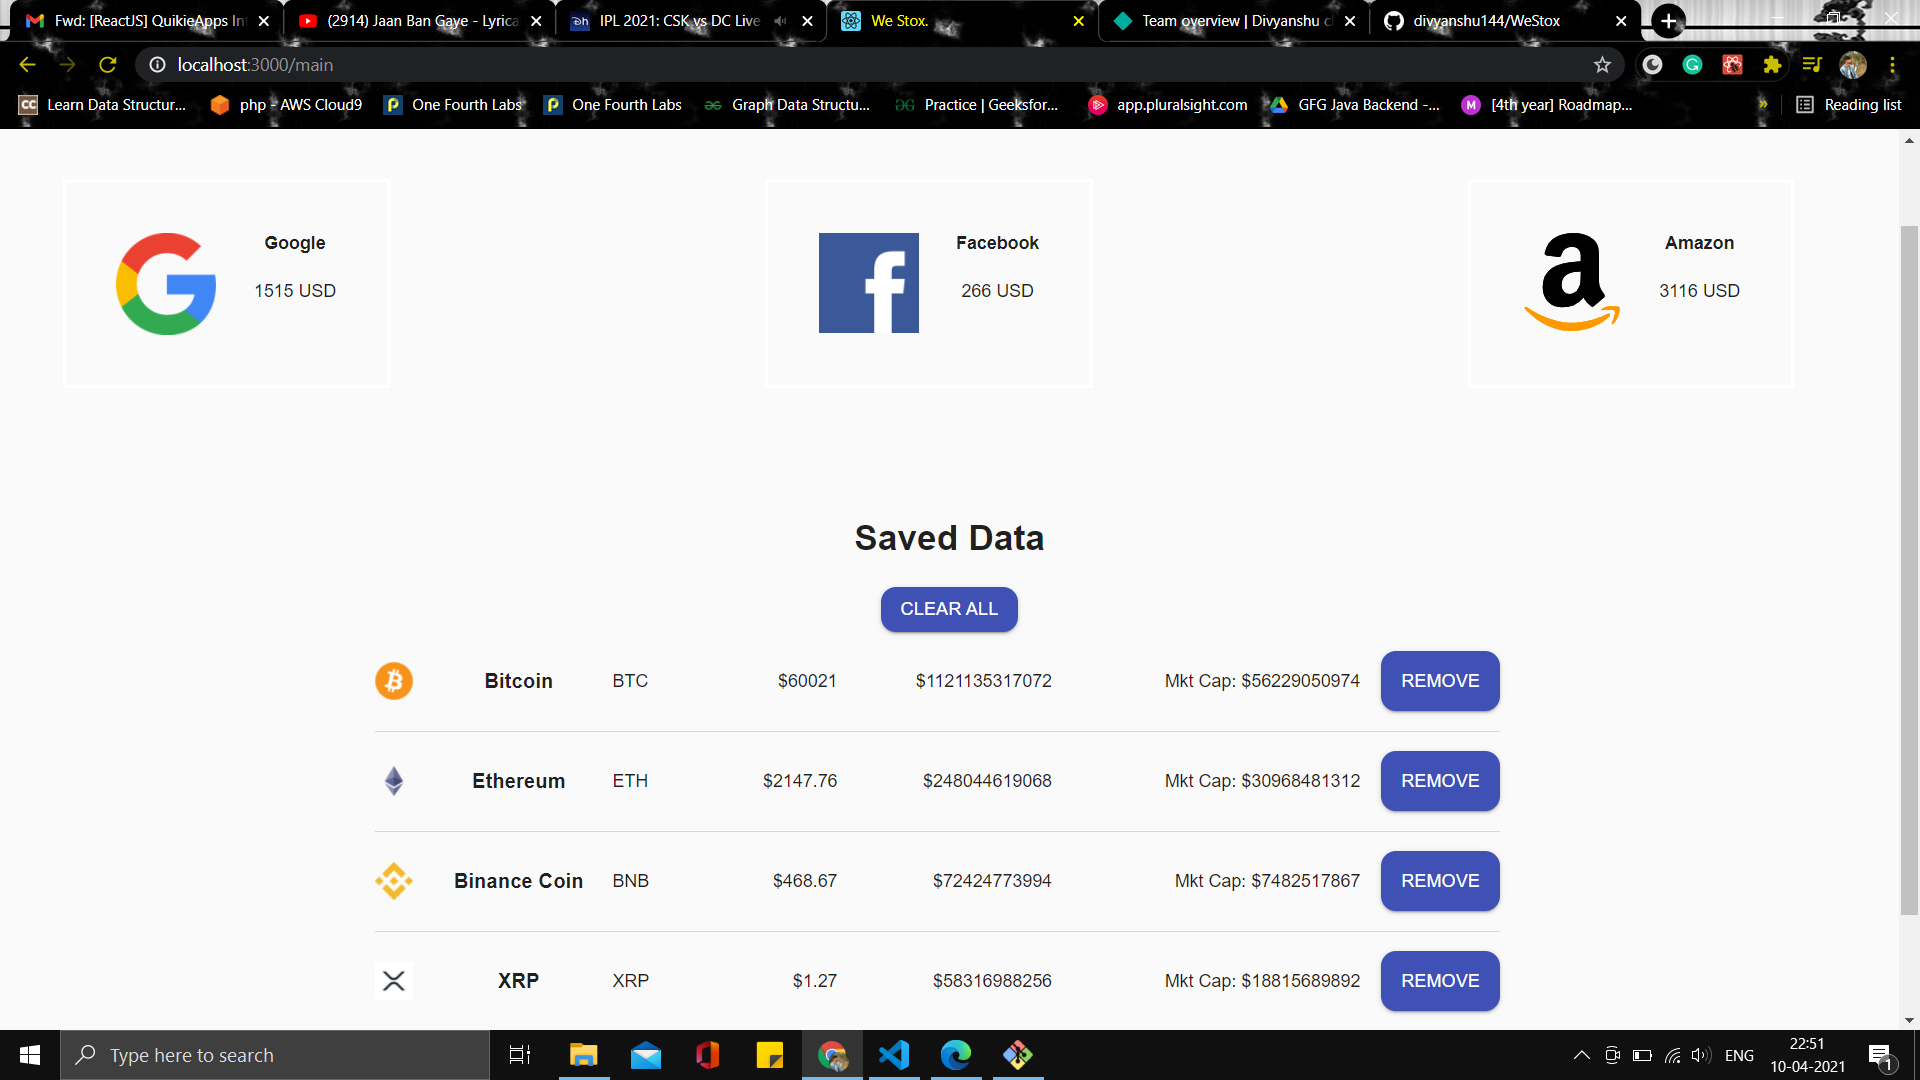 Fwd: [ReactJS] QuikieApps In
(2914) Jaan Ban Gaye - Lyrica
IPL 2021: CSK vs DC Live
We Stox.
Team overview | Divyanshu c
divyanshu144/WeStox
localhost:3000/main
CC Learn Data Structur...
php - AWS Cloud9
P One Fourth Labs
P One Fourth Labs
Graph Data Structu...
Practice | Geeksfor...
app.pluralsight.com
GFG Java Backend -...
M [4th year] Roadmap...
»
Reading list
Google
1515 USD
Facebook
266 USD
Amazon
3116 USD
Saved Data
CLEAR ALL
Bitcoin BTC $60021 $1121135317072 Mkt Cap: $56229050974 REMOVE
Ethereum ETH $2147.76 $248044619068 Mkt Cap: $30968481312 REMOVE
Binance Coin BNB $468.67 $72424773994 Mkt Cap: $7482517867 REMOVE
XRP XRP $1.27 $58316988256 Mkt Cap: $18815689892 REMOVE
Type here to search
ENG
22:51
10-04-2021
1